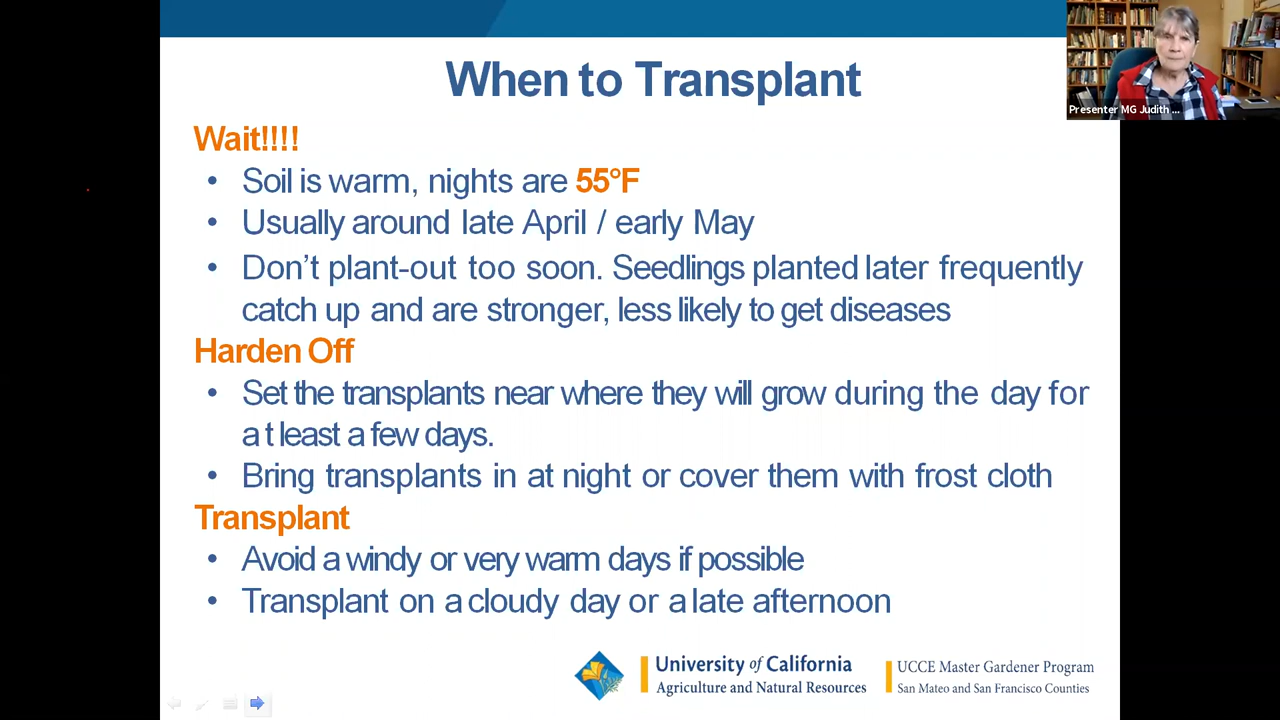 When to Transplant
Presenter MG Judith ...
Wait!!!!
• Soil is warm, nights are 55°F
• Usually around late April / early May
• Don't plant-out too soon. Seedlings planted later frequently
catch up and are stronger, less likely to get diseases
Harden Off
• Set the transplants near where they will grow during the day for
at least a few days.
• Bring transplants in at night or cover them with frost cloth
Transplant
• Avoid a windy or very warm days if possible
• Transplant on a cloudy day or a late afternoon
University of California
Agriculture and Natural Resources
UCCE Master Gardener Program
San Mateo and San Francisco Counties